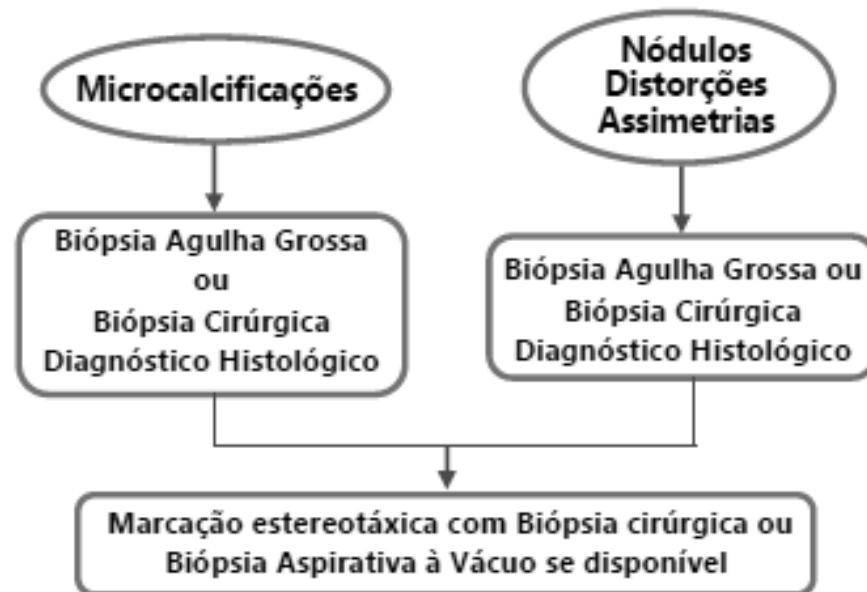 Microcalcificações
Nódulos
Distorções
Assimetrias
Biópsia Agulha Grossa
ou
Biópsia Cirúrgica
Diagnóstico Histológico
Biópsia Agulha Grossa ou
Biópsia Cirúrgica
Diagnóstico Histológico
Marcação estereotáxica com Biópsia cirúrgica ou
Biópsia Aspirativa à Vácuo se disponível